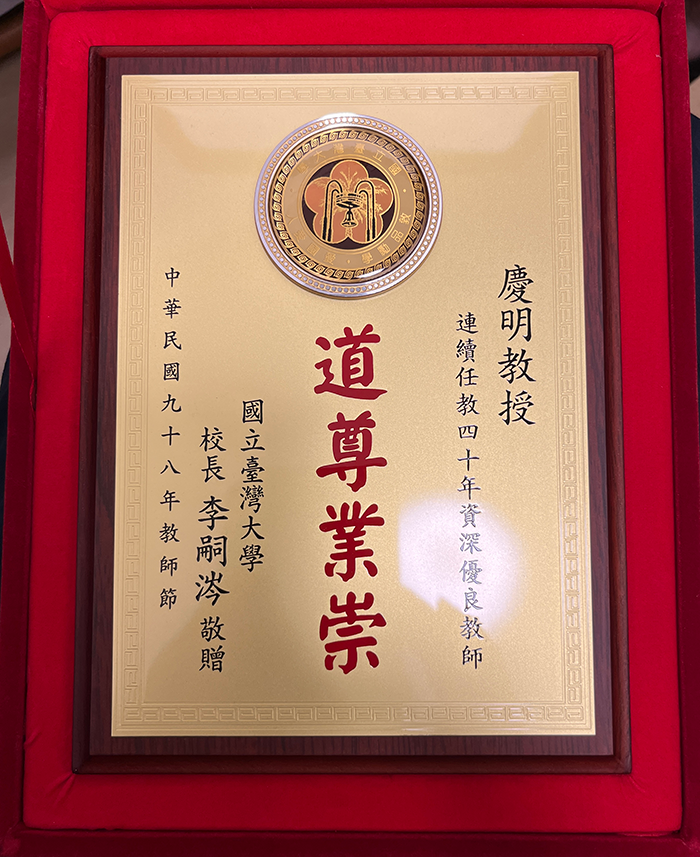 慶明教授
連續任教四十年資深優良教師
道尊業崇
國立臺灣大學
校長 李嗣涔 敬贈
中華民國九十八年教師節